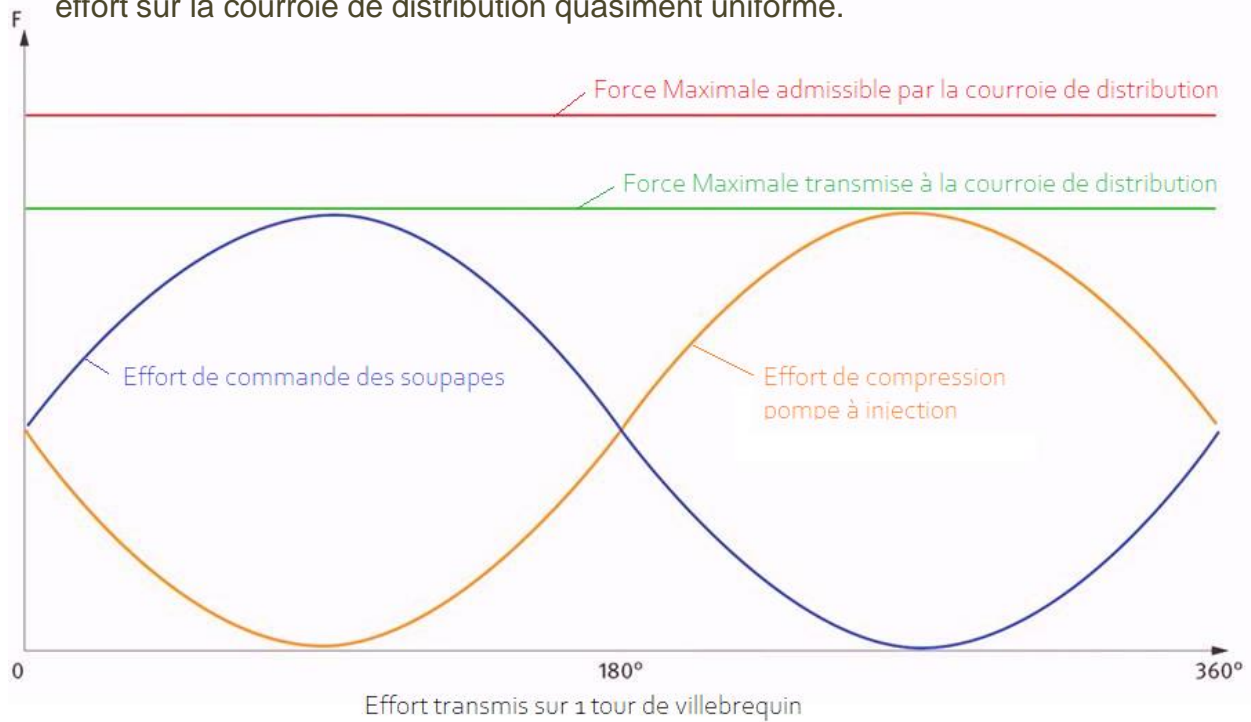 effort sur la courroie de distribution quasiment uniforme.
F
Force Maximale admissible par la courroie de distribution
Force Maximale transmise à la courroie de distribution
Effort de commande des soupapes
Effort de compression
pompe à injection
0
180°
360°
Effort transmis sur 1 tour de villebrequin